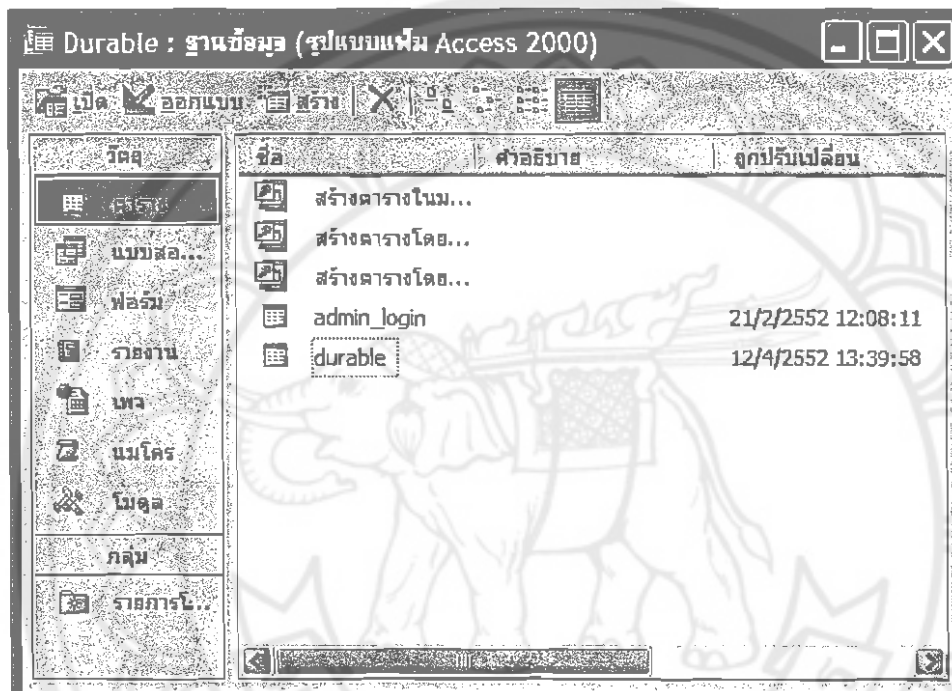 Durable : ฐานข้อมูล (รูปแบบแฟ้ม Access 2000)
เปิด ออกแบบ สร้าง
วัตถุ
ตาราง
แบบสอ...
ฟอร์ม
รายงาน
เพจ
แมโคร
โมดูล
กลุ่ม
รายการโ...
ชื่อ คำอธิบาย ถูกปรับเปลี่ยน
สร้างตารางในม...
สร้างตารางโดย...
สร้างตารางโดย...
admin_login 21/2/2552 12:08:11
durable 12/4/2552 13:39:58